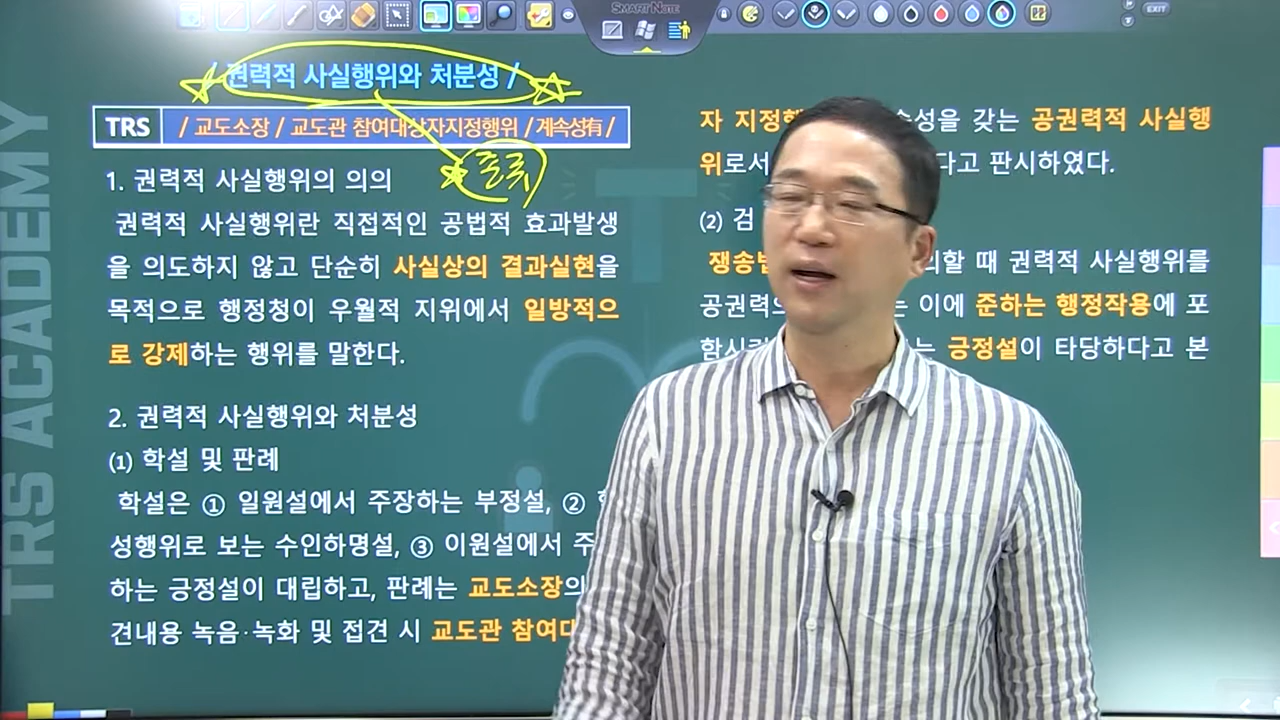 SMART NOTE
EXIT
/ 권력적 사실행위와 처분성 /
TRS / 교도소장 / 교도관 참여대상자지정행위 / 계속성有 /
준국
1. 권력적 사실행위의 의의
권력적 사실행위란 직접적인 공법적 효과발생
을 의도하지 않고 단순히 사실상의 결과실현을
목적으로 행정청이 우월적 지위에서 일방적으
로 강제하는 행위를 말한다.
2. 권력적 사실행위와 처분성
(1) 학설 및 판례
학설은 ① 일원설에서 주장하는 부정설, ②
성행위로 보는 수인하명설, ③ 이원설에서 주
하는 긍정설이 대립하고, 판례는 교도소장의
견내용 녹음·녹화 및 접견 시 교도관 참여대
자 지정행 속성을 갖는 공권력적 사실행
위로서 다고 판시하였다.
(2) 검
쟁송법 의할 때 권력적 사실행위를
공권력의 는 이에 준하는 행정작용에 포
함시키 는 긍정설이 타당하다고 본
TRS ACADEMY